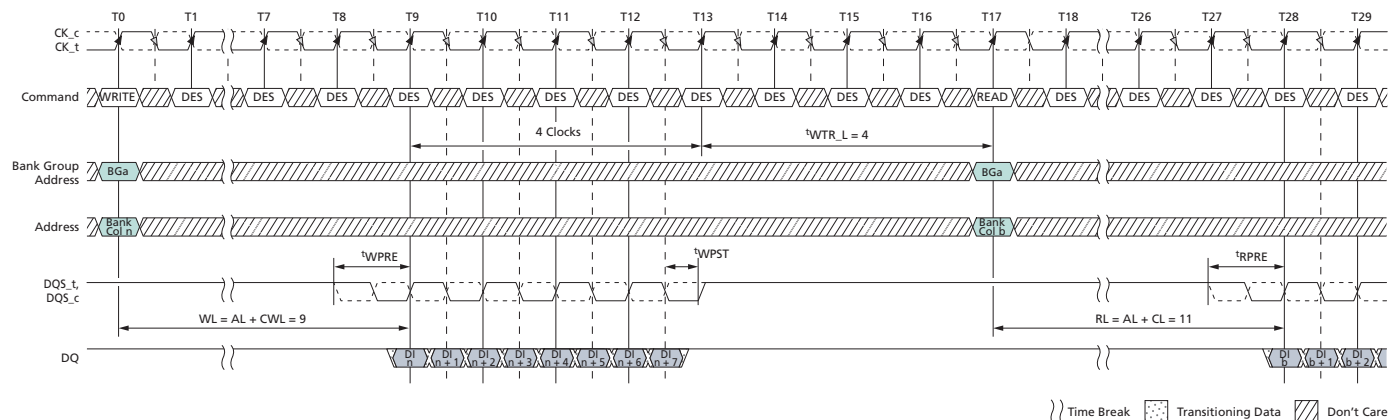 T0 T1 T7 T8 T9 T10 T11 T12 T13 T14 T15 T16 T17 T18 T26 T27 T28 T29
CK_c
CK_t
Command WRITE DES DES DES DES DES DES DES DES DES DES DES READ DES DES DES DES DES
4 Clocks tWTR_L = 4
Bank Group
Address
BGa BGa
Address
Bank
Col n
Bank
Col b
tWPRE tWPST tRPRE
DQS_t,
DQS_c
WL = AL + CWL = 9 RL = AL + CL = 11
DQ
DI DI DI DI DI DI DI DI DI DI DI
n n + 1 n + 2 n + 3 n + 4 n + 5 n + 6 n + 7 b b + 1 b + 2
Time Break Transitioning Data Don't Care